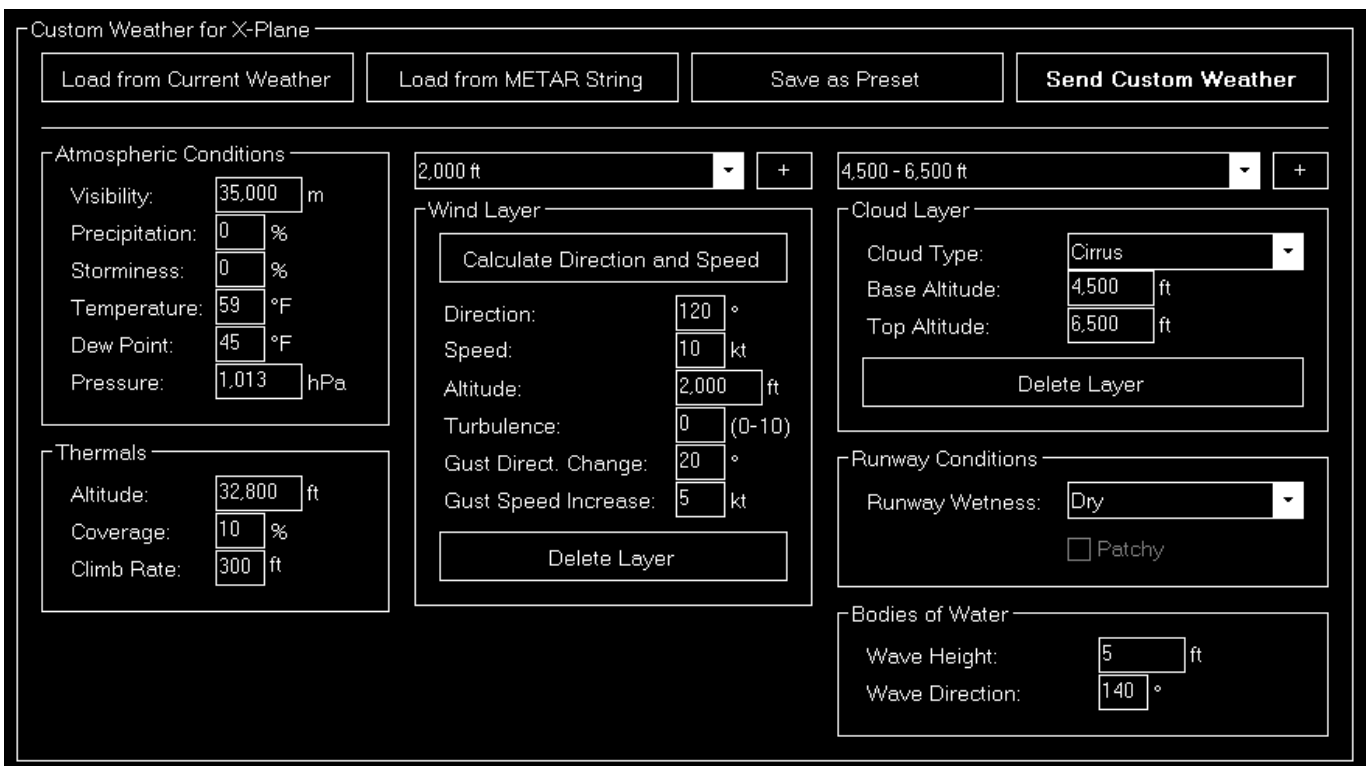 Custom Weather for X-Plane
Load from Current Weather
Load from METAR String
Save as Preset
Send Custom Weather
Atmospheric Conditions
Visibility: 35,000 m
Precipitation: 0 %
Storminess: 0 %
Temperature: 59 °F
Dew Point: 45 °F
Pressure: 1,013 hPa
Thermals
Altitude: 32,800 ft
Coverage: 10 %
Climb Rate: 300 ft
2,000 ft +
Wind Layer
Calculate Direction and Speed
Direction: 120 °
Speed: 10 kt
Altitude: 2,000 ft
Turbulence: 0 (0-10)
Gust Direct. Change: 20 °
Gust Speed Increase: 5 kt
Delete Layer
4,500 - 6,500 ft +
Cloud Layer
Cloud Type: Cirrus
Base Altitude: 4,500 ft
Top Altitude: 6,500 ft
Delete Layer
Runway Conditions
Runway Wetness: Dry
Patchy
Bodies of Water
Wave Height: 5 ft
Wave Direction: 140 °